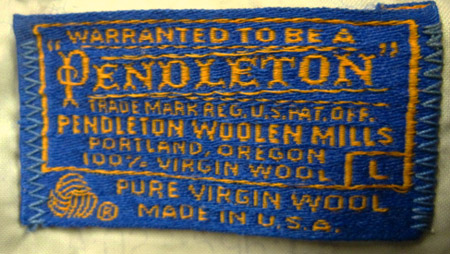 WARRANTED TO BE A
"PENDLETON"
TRADE MARK REG. U.S. PAT. OFF.
PENDLETON WOOLEN MILLS
PORTLAND, OREGON
100% VIRGIN WOOL L
® PURE VIRGIN WOOL
MADE IN U.S.A.